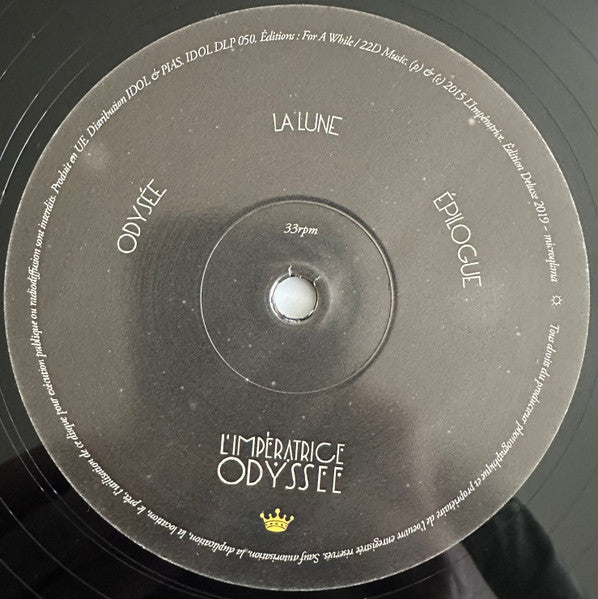 LA LUNE
ODYSÉE
ÉPILOGUE
33rpm
L'IMPÉRATRICE
ODYSSEE
Tous droits du producteur phonographique et propriétaire de l'oeuvre enregistrée réservés. Sauf autorisation, la duplication, la location, le prêt, l'utilisation de ce disque pour exécution publique ou radiodiffusion sont interdits. Produit en UE. Distribution IDOL & PIAS. IDOL DLP 050. Éditions : For A While / 22D Music. (p) & (c) 2015 L'Impératrice. Édition Deluxe 2019 - microqlima